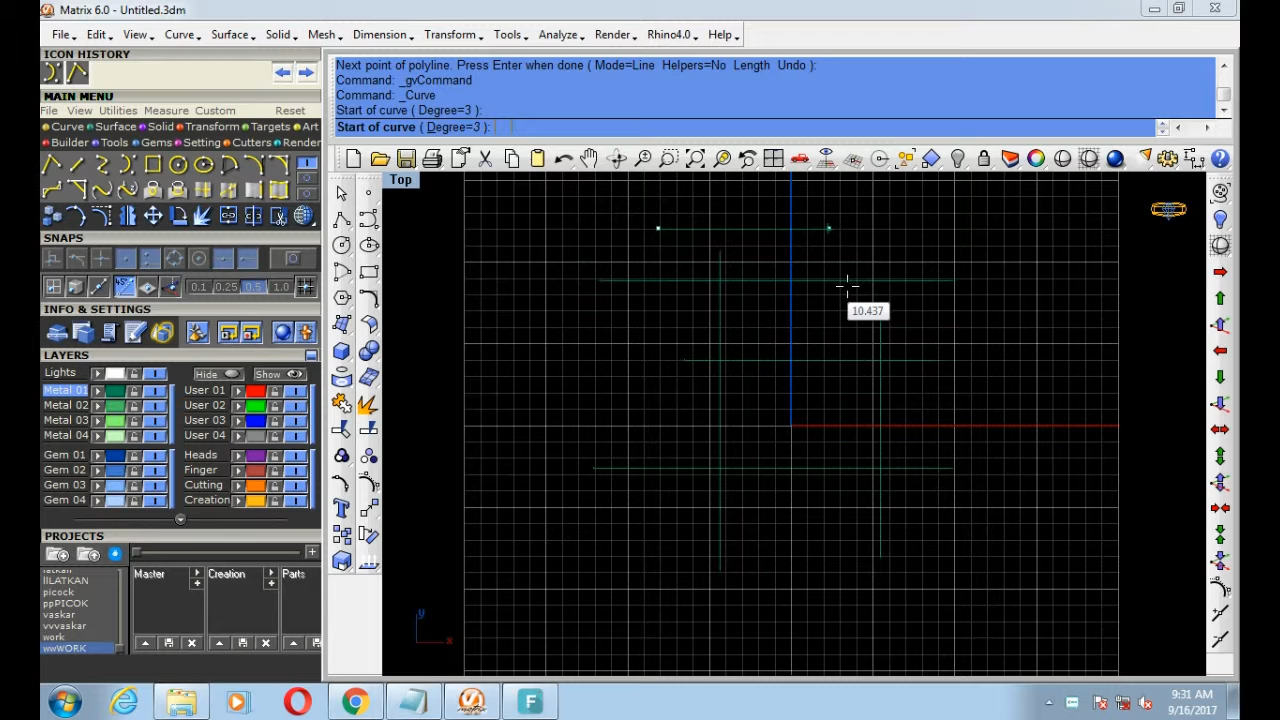 Matrix 6.0 - Untitled.3dm
File Edit View Curve Surface Solid Mesh Dimension Transform Tools Analyze Render Rhino4.0 Help
ICON HISTORY
Next point of polyline. Press Enter when done ( Mode=Line Helpers=No Length Undo ):
Command: _gvCommand
Command: _Curve
Start of curve ( Degree=3 ):
Start of curve ( Degree=3 ):
MAIN MENU
File View Utilities Measure Custom Reset
Curve Surface Solid Transform Targets Art
Builder Tools Gems Setting Cutters Render
Top
SNAPS
45°
0.1 0.25 0.5 1.0
10.437
INFO & SETTINGS
LAYERS
Lights Hide Show
Metal 01 User 01
Metal 02 User 02
Metal 03 User 03
Metal 04 User 04
Gem 01 Heads
Gem 02 Finger
Gem 03 Cutting
Gem 04 Creation
PROJECTS
Master Creation Parts
lILATKAN
picock
ppPICOK
vaskar
vvvaskar
work
wwWORK
y
x
F
9:31 AM
9/16/2017